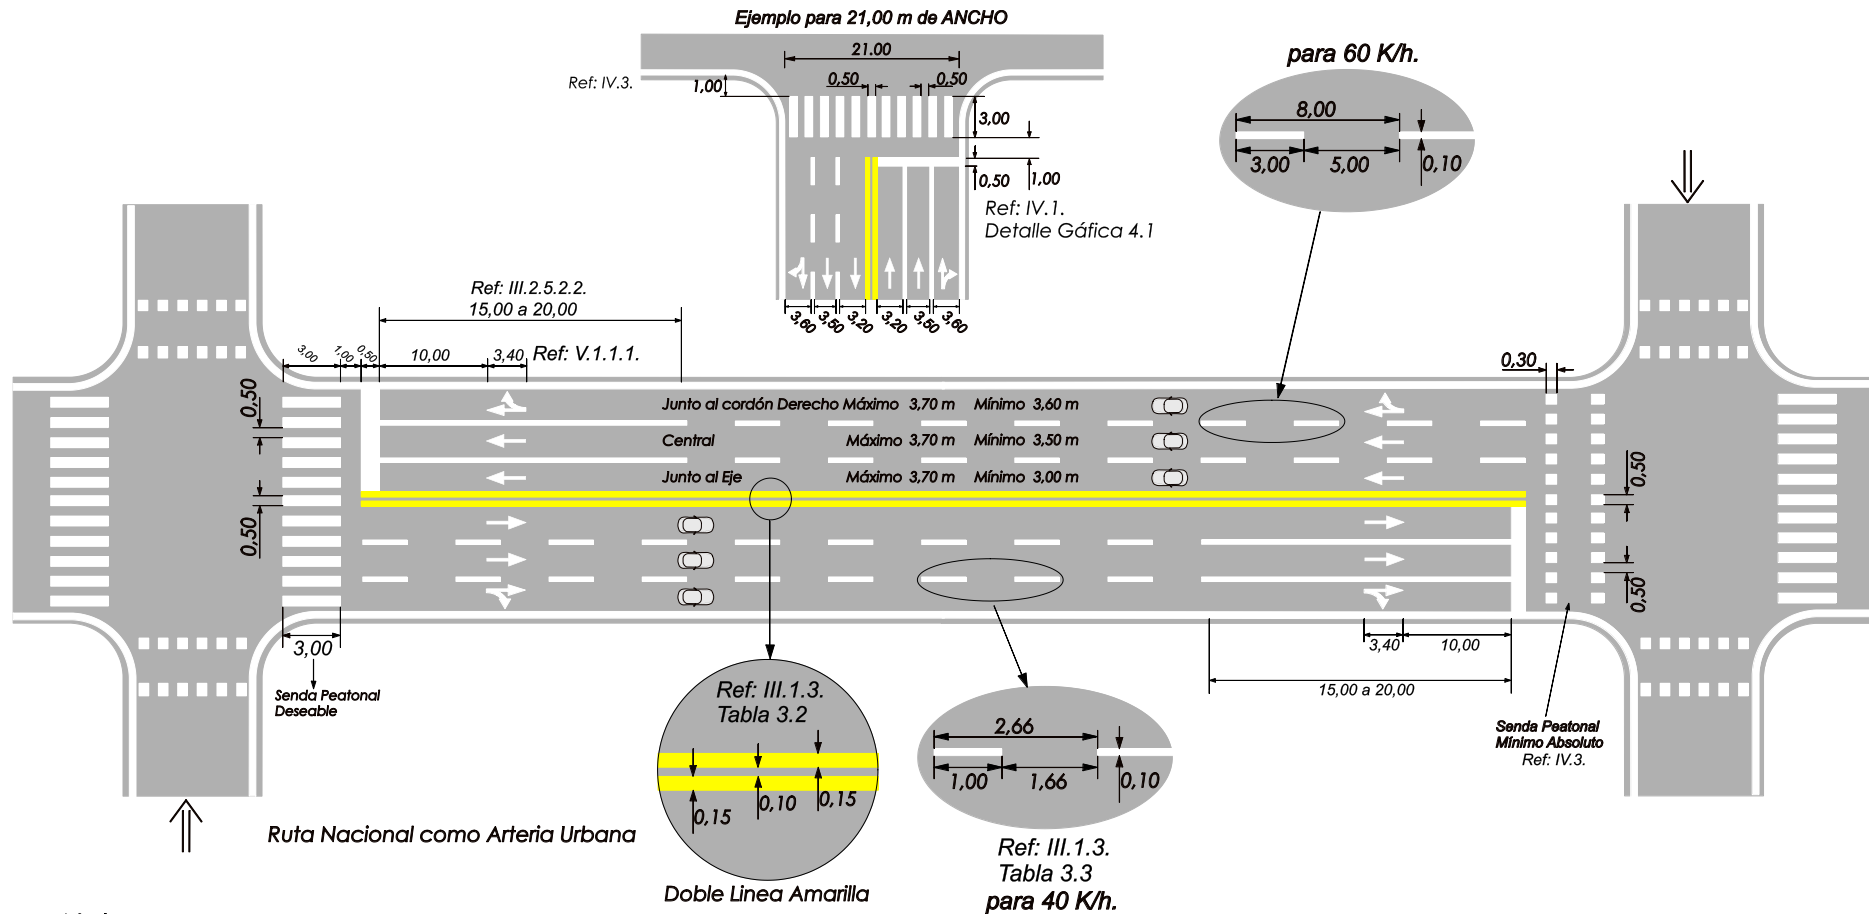 Ejemplo para 21,00 m de ANCHO
21.00
Ref: IV.3.
1,00
0,50
0,50
3,00
0,50
1,00
Ref: IV.1.
Detalle Gáfica 4.1
3,60
3,50
3,20
3,20
3,50
3,60
para 60 K/h.
8,00
3,00
5,00
0,10
Ref: III.2.5.2.2.
15,00 a 20,00
3,00
1,00
0,50
10,00
3,40
Ref: V.1.1.1.
0,30
0,50
0,50
Junto al cordón Derecho Máximo 3,70 m Mínimo 3,60 m
Central Máximo 3,70 m Mínimo 3,50 m
Junto al Eje Máximo 3,70 m Mínimo 3,00 m
0,50
0,50
3,00
Senda Peatonal
Deseable
3,40
10,00
15,00 a 20,00
Senda Peatonal
Mínimo Absoluto
Ref: IV.3.
Ref: III.1.3.
Tabla 3.2
0,15
0,10
0,15
Doble Linea Amarilla
2,66
1,00
1,66
0,10
Ref: III.1.3.
Tabla 3.3
para 40 K/h.
Ruta Nacional como Arteria Urbana